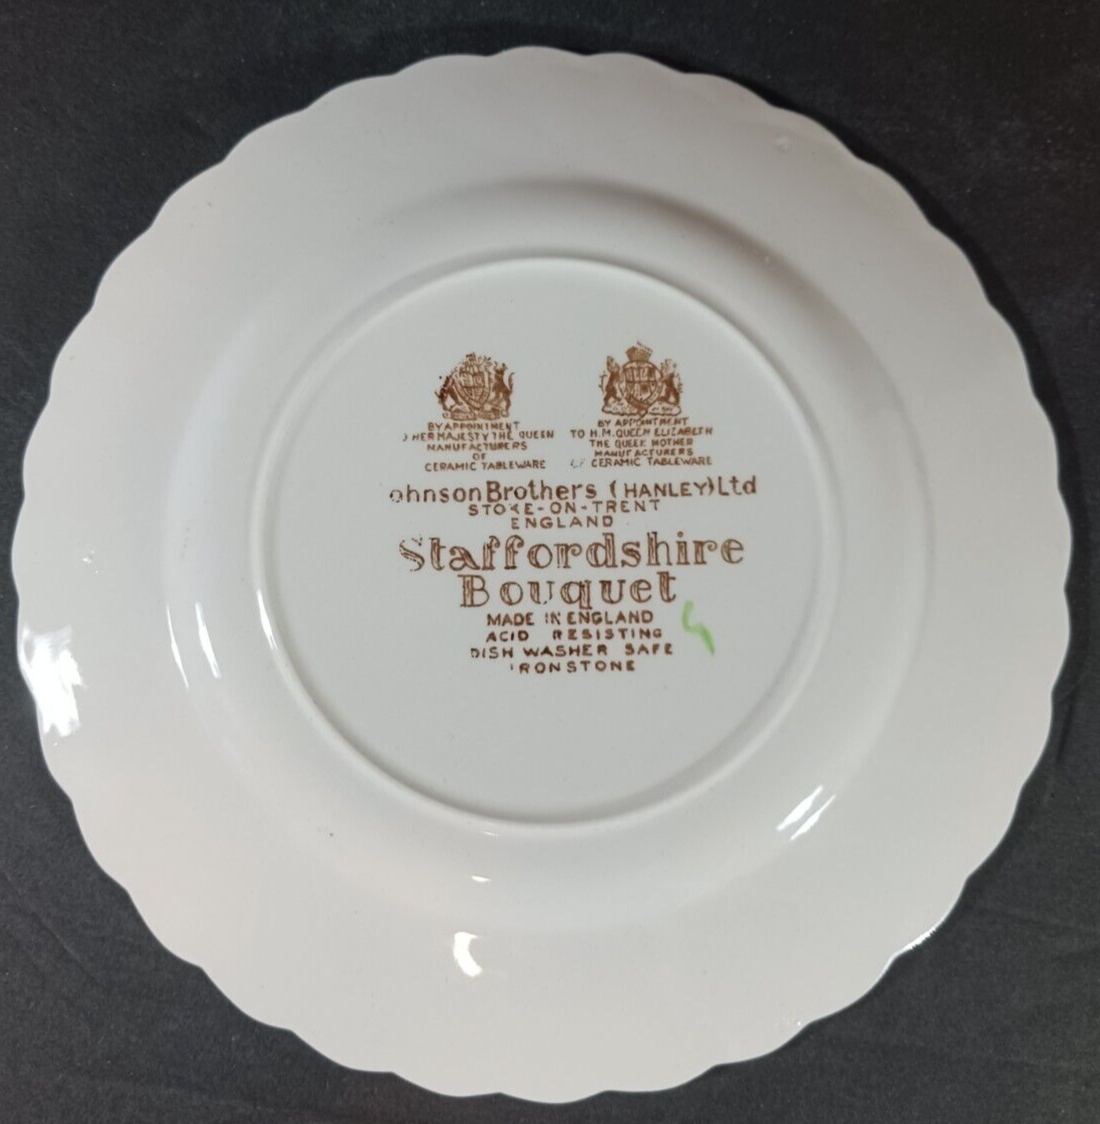 BY APPOINTMENT
O HER MAJESTY THE QUEEN
MANUFACTURERS
OF
CERAMIC TABLEWARE
BY APPOINTMENT
TO H.M. QUEEN ELIZABETH
THE QUEEN MOTHER
MANUFACTURERS
OF CERAMIC TABLEWARE
ohnson Brothers (HANLEY) Ltd
STOKE-ON-TRENT
ENGLAND
Staffordshire
Bouquet
MADE IN ENGLAND
ACID RESISTING
DISH WASHER SAFE
IRONSTONE